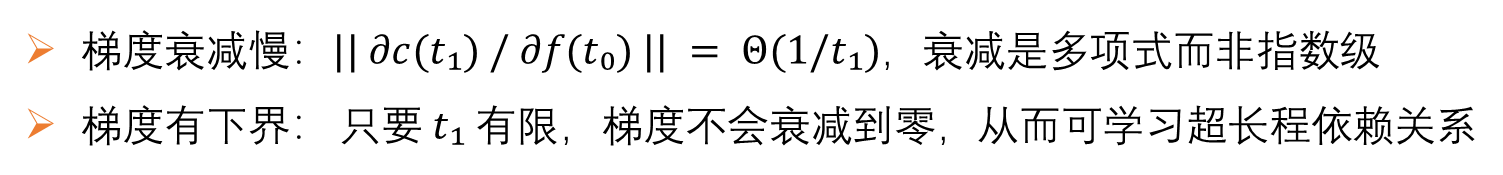 ➢ 梯度衰减慢：|| ∂c(t₁) / ∂f(t₀) || = Θ(1/t₁)，衰减是多项式而非指数级
➢ 梯度有下界： 只要 t₁ 有限，梯度不会衰减到零，从而可学习超长程依赖关系